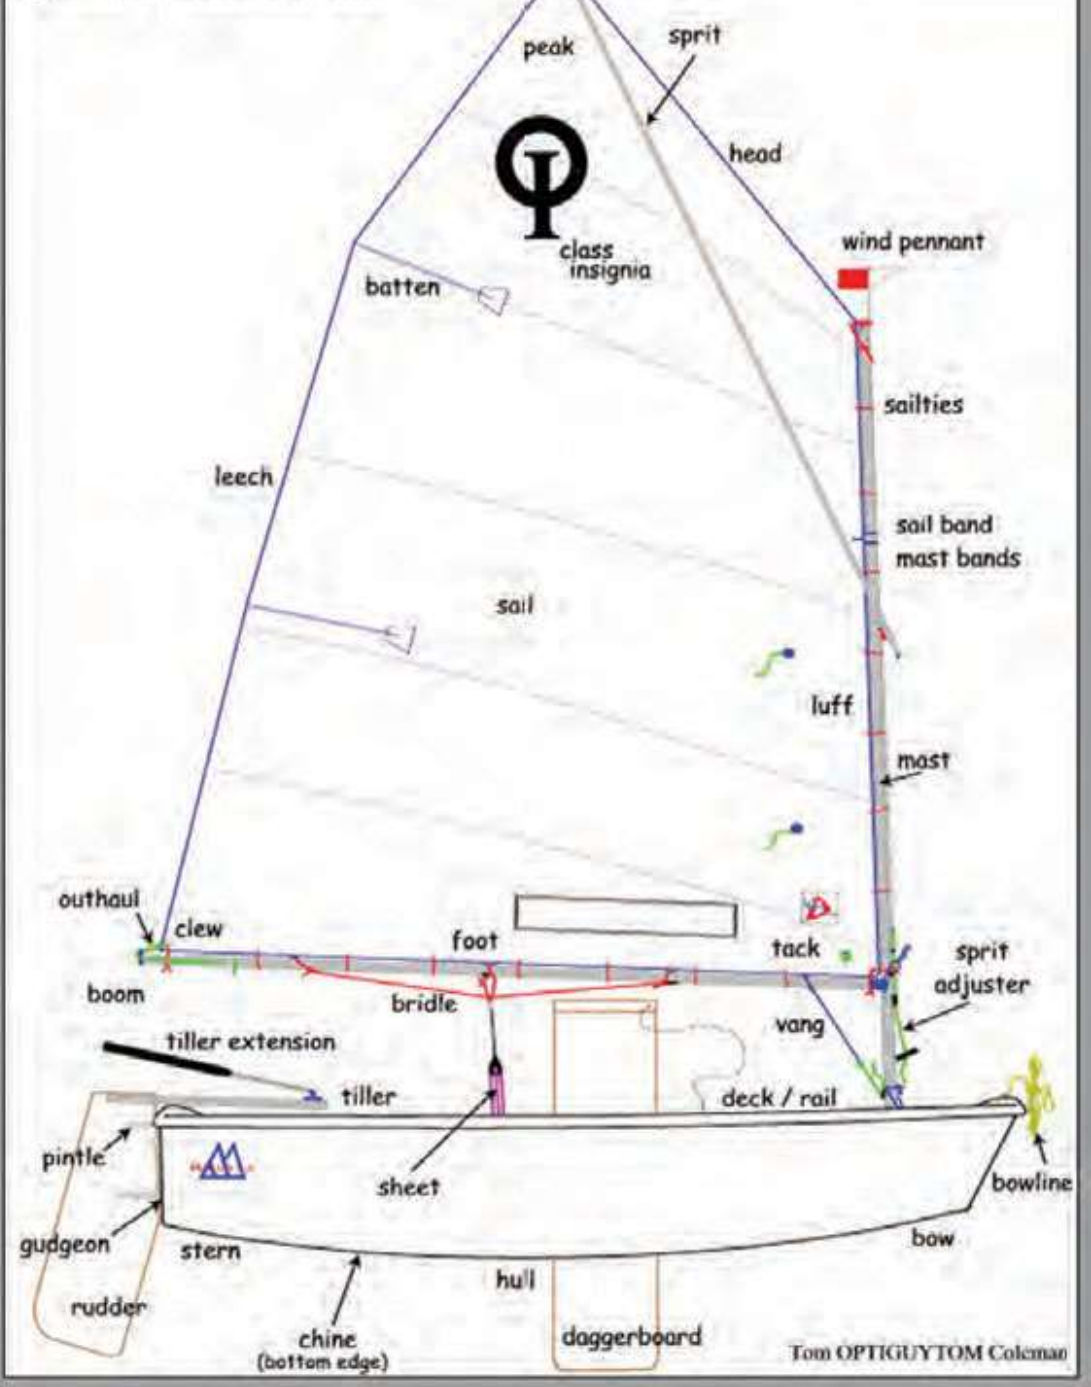 sprit
peak
head
wind pennant
class
insignia
batten
sailties
leech
sail band
mast bands
sail
luff
mast
outhaul
clew
foot
tack
sprit
adjuster
boom
bridle
vang
tiller extension
tiller
deck / rail
pintle
sheet
bowline
gudgeon
stern
bow
hull
rudder
chine
(bottom edge)
daggerboard
Tom OPTIGUYTOM Coleman